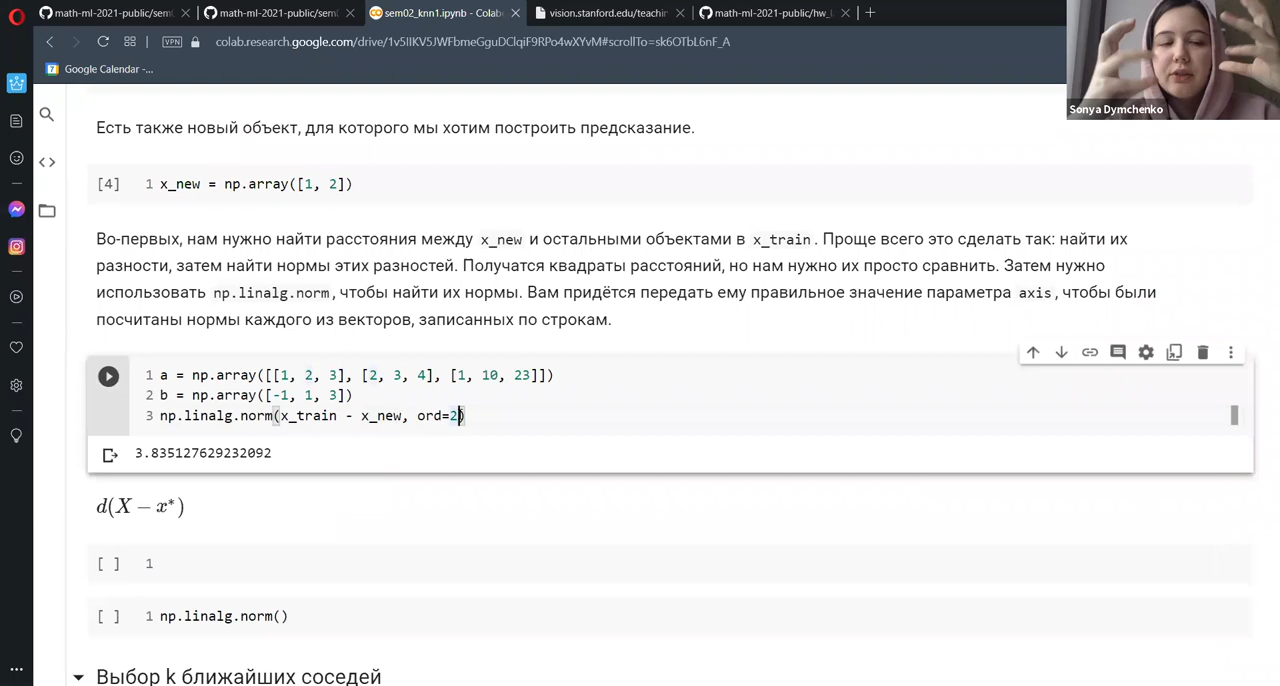 math-ml-2021-public/sem
math-ml-2021-public/sem0
sem02_knn1.ipynb - Colab
vision.stanford.edu/teachin
math-ml-2021-public/hw_
VPN
colab.research.google.com/drive/1v5IIKV5JWFbmeGguDClqiF9RPo4wXYvM#scrollTo=sk6OTbL6nF_A
7 Google Calendar -...
Sonya Dymchenko
Есть также новый объект, для которого мы хотим построить предсказание.
[4] 1 x_new = np.array([1, 2])
Во-первых, нам нужно найти расстояния между x_new и остальными объектами в x_train. Проще всего это сделать так: найти их
разности, затем найти нормы этих разностей. Получатся квадраты расстояний, но нам нужно их просто сравнить. Затем нужно
использовать np.linalg.norm, чтобы найти их нормы. Вам придётся передать ему правильное значение параметра axis, чтобы были
посчитаны нормы каждого из векторов, записанных по строкам.
1 a = np.array([[1, 2, 3], [2, 3, 4], [1, 10, 23]])
2 b = np.array([-1, 1, 3])
3 np.linalg.norm(x_train - x_new, ord=2)
3.835127629232092
d(X − x*)
[ ] 1
[ ] 1 np.linalg.norm()
Выбор k ближайших соседей